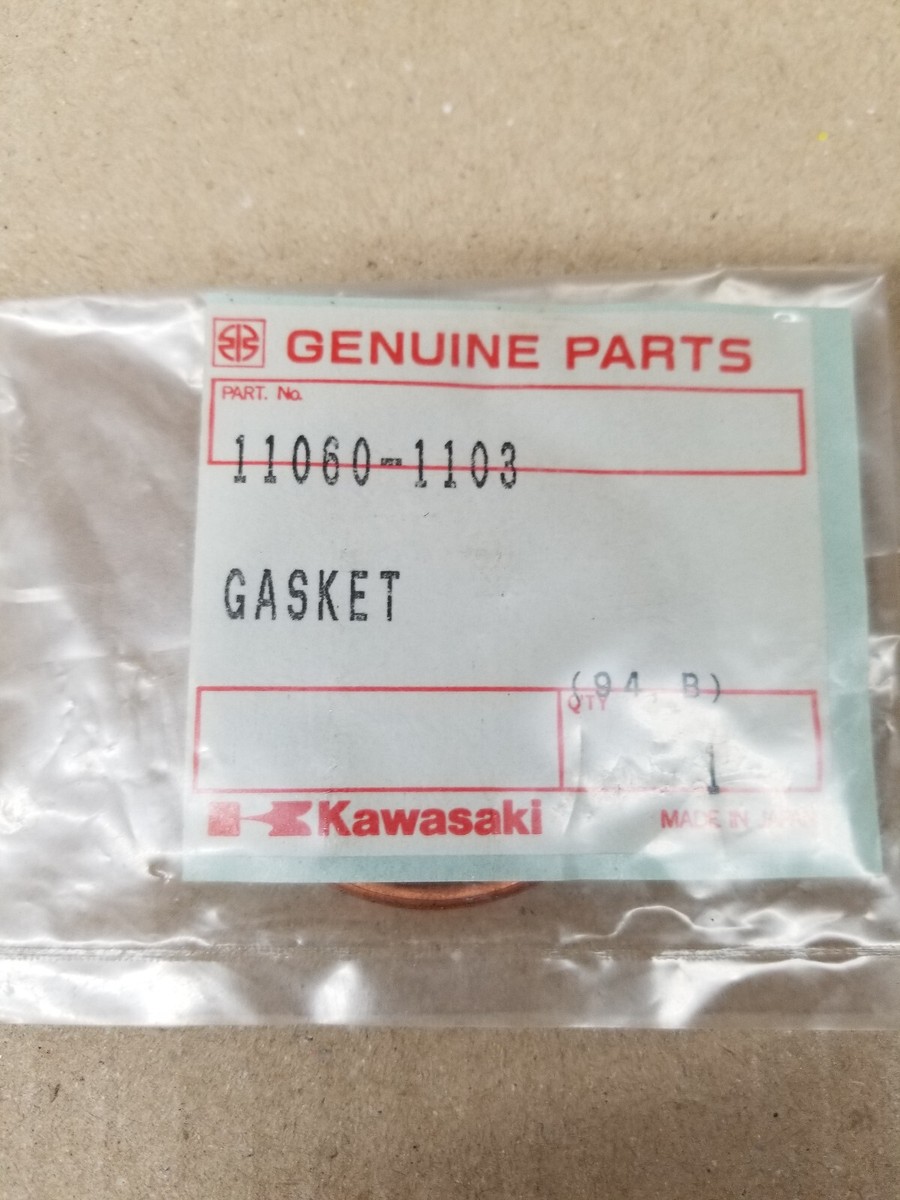 GENUINE PARTS
PART. No.
11060-1103
GASKET
(94 B)
QTY
1
Kawasaki
MADE IN JAPAN